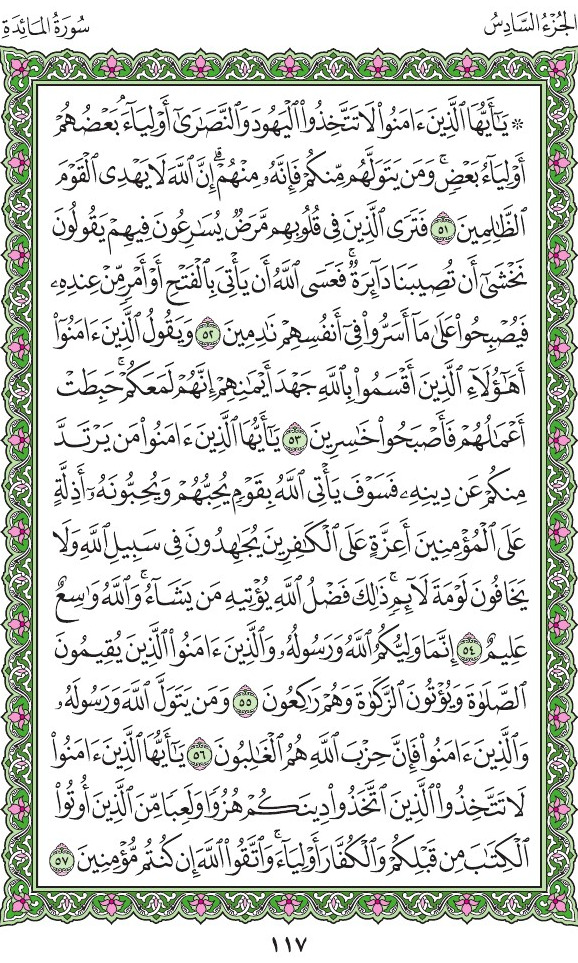 الجُزْءُ السَّادِسُ
سُورَةُ المَائِدَةِ
۞ يَٰٓأَيُّهَا ٱلَّذِينَ ءَامَنُواْ لَا تَتَّخِذُواْ ٱلۡيَهُودَ وَٱلنَّصَٰرَىٰٓ أَوۡلِيَآءَۘ بَعۡضُهُمۡ
أَوۡلِيَآءُ بَعۡضٖۚ وَمَن يَتَوَلَّهُم مِّنكُمۡ فَإِنَّهُۥ مِنۡهُمۡۗ إِنَّ ٱللَّهَ لَا يَهۡدِي ٱلۡقَوۡمَ
ٱلظَّٰلِمِينَ ٥١ فَتَرَى ٱلَّذِينَ فِي قُلُوبِهِم مَّرَضٞ يُسَٰرِعُونَ فِيهِمۡ يَقُولُونَ
نَخۡشَىٰٓ أَن تُصِيبَنَا دَآئِرَةٞۚ فَعَسَى ٱللَّهُ أَن يَأۡتِيَ بِٱلۡفَتۡحِ أَوۡ أَمۡرٖ مِّنۡ عِندِهِۦ
فَيُصۡبِحُواْ عَلَىٰ مَآ أَسَرُّواْ فِيٓ أَنفُسِهِمۡ نَٰدِمِينَ ٥٢ وَيَقُولُ ٱلَّذِينَ ءَامَنُوٓاْ
أَهَٰٓؤُلَآءِ ٱلَّذِينَ أَقۡسَمُواْ بِٱللَّهِ جَهۡدَ أَيۡمَٰنِهِمۡ إِنَّهُمۡ لَمَعَكُمۡۚ حَبِطَتۡ
أَعۡمَٰلُهُمۡ فَأَصۡبَحُواْ خَٰسِرِينَ ٥٣ يَٰٓأَيُّهَا ٱلَّذِينَ ءَامَنُواْ مَن يَرۡتَدَّ
مِنكُمۡ عَن دِينِهِۦ فَسَوۡفَ يَأۡتِي ٱللَّهُ بِقَوۡمٖ يُحِبُّهُمۡ وَيُحِبُّونَهُۥٓ أَذِلَّةٍ
عَلَى ٱلۡمُؤۡمِنِينَ أَعِزَّةٍ عَلَى ٱلۡكَٰفِرِينَ يُجَٰهِدُونَ فِي سَبِيلِ ٱللَّهِ وَلَا
يَخَافُونَ لَوۡمَةَ لَآئِمٖۚ ذَٰلِكَ فَضۡلُ ٱللَّهِ يُؤۡتِيهِ مَن يَشَآءُۚ وَٱللَّهُ وَٰسِعٌ
عَلِيمٌ ٥٤ إِنَّمَا وَلِيُّكُمُ ٱللَّهُ وَرَسُولُهُۥ وَٱلَّذِينَ ءَامَنُواْ ٱلَّذِينَ يُقِيمُونَ
ٱلصَّلَوٰةَ وَيُؤۡتُونَ ٱلزَّكَوٰةَ وَهُمۡ رَٰكِعُونَ ٥٥ وَمَن يَتَوَلَّ ٱللَّهَ وَرَسُولَهُۥ
وَٱلَّذِينَ ءَامَنُواْ فَإِنَّ حِزۡبَ ٱللَّهِ هُمُ ٱلۡغَٰلِبُونَ ٥٦ يَٰٓأَيُّهَا ٱلَّذِينَ ءَامَنُواْ
لَا تَتَّخِذُواْ ٱلَّذِينَ ٱتَّخَذُواْ دِينَكُمۡ هُزُوٗا وَلَعِبٗا مِّنَ ٱلَّذِينَ أُوتُواْ
ٱلۡكِتَٰبَ مِن قَبۡلِكُمۡ وَٱلۡكُفَّارَ أَوۡلِيَآءَۚ وَٱتَّقُواْ ٱللَّهَ إِن كُنتُم مُّؤۡمِنِينَ ٥٧
١١٧